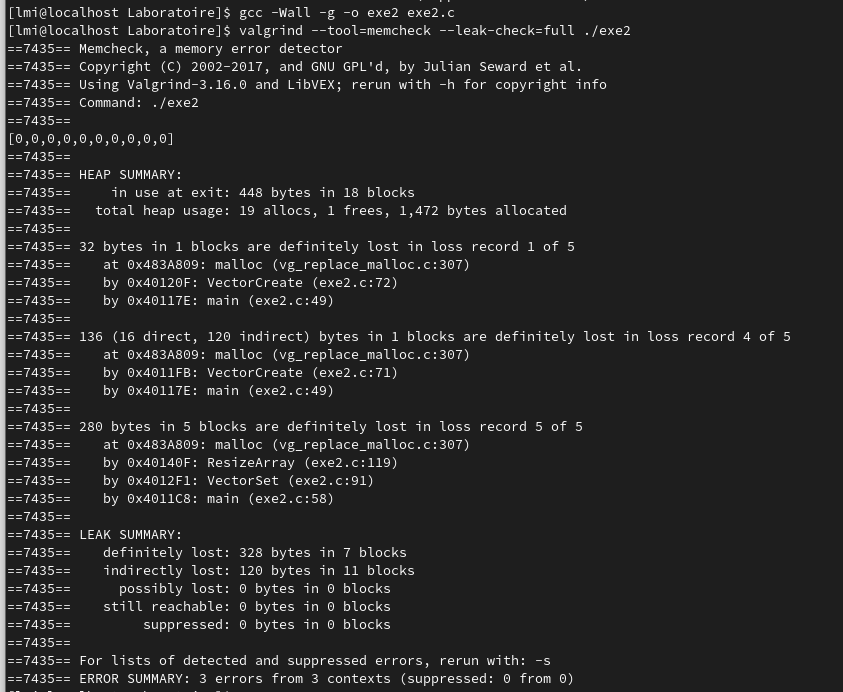 [lmi@localhost Laboratoire]$ gcc -Wall -g -o exe2 exe2.c
[lmi@localhost Laboratoire]$ valgrind --tool=memcheck --leak-check=full ./exe2
==7435== Memcheck, a memory error detector
==7435== Copyright (C) 2002-2017, and GNU GPL'd, by Julian Seward et al.
==7435== Using Valgrind-3.16.0 and LibVEX; rerun with -h for copyright info
==7435== Command: ./exe2
==7435==
[0,0,0,0,0,0,0,0,0,0]
==7435==
==7435== HEAP SUMMARY:
==7435==     in use at exit: 448 bytes in 18 blocks
==7435==   total heap usage: 19 allocs, 1 frees, 1,472 bytes allocated
==7435==
==7435== 32 bytes in 1 blocks are definitely lost in loss record 1 of 5
==7435==    at 0x483A809: malloc (vg_replace_malloc.c:307)
==7435==    by 0x40120F: VectorCreate (exe2.c:72)
==7435==    by 0x40117E: main (exe2.c:49)
==7435==
==7435== 136 (16 direct, 120 indirect) bytes in 1 blocks are definitely lost in loss record 4 of 5
==7435==    at 0x483A809: malloc (vg_replace_malloc.c:307)
==7435==    by 0x4011FB: VectorCreate (exe2.c:71)
==7435==    by 0x40117E: main (exe2.c:49)
==7435==
==7435== 280 bytes in 5 blocks are definitely lost in loss record 5 of 5
==7435==    at 0x483A809: malloc (vg_replace_malloc.c:307)
==7435==    by 0x40140F: ResizeArray (exe2.c:119)
==7435==    by 0x4012F1: VectorSet (exe2.c:91)
==7435==    by 0x4011C8: main (exe2.c:58)
==7435==
==7435== LEAK SUMMARY:
==7435==    definitely lost: 328 bytes in 7 blocks
==7435==    indirectly lost: 120 bytes in 11 blocks
==7435==      possibly lost: 0 bytes in 0 blocks
==7435==    still reachable: 0 bytes in 0 blocks
==7435==         suppressed: 0 bytes in 0 blocks
==7435==
==7435== For lists of detected and suppressed errors, rerun with: -s
==7435== ERROR SUMMARY: 3 errors from 3 contexts (suppressed: 0 from 0)